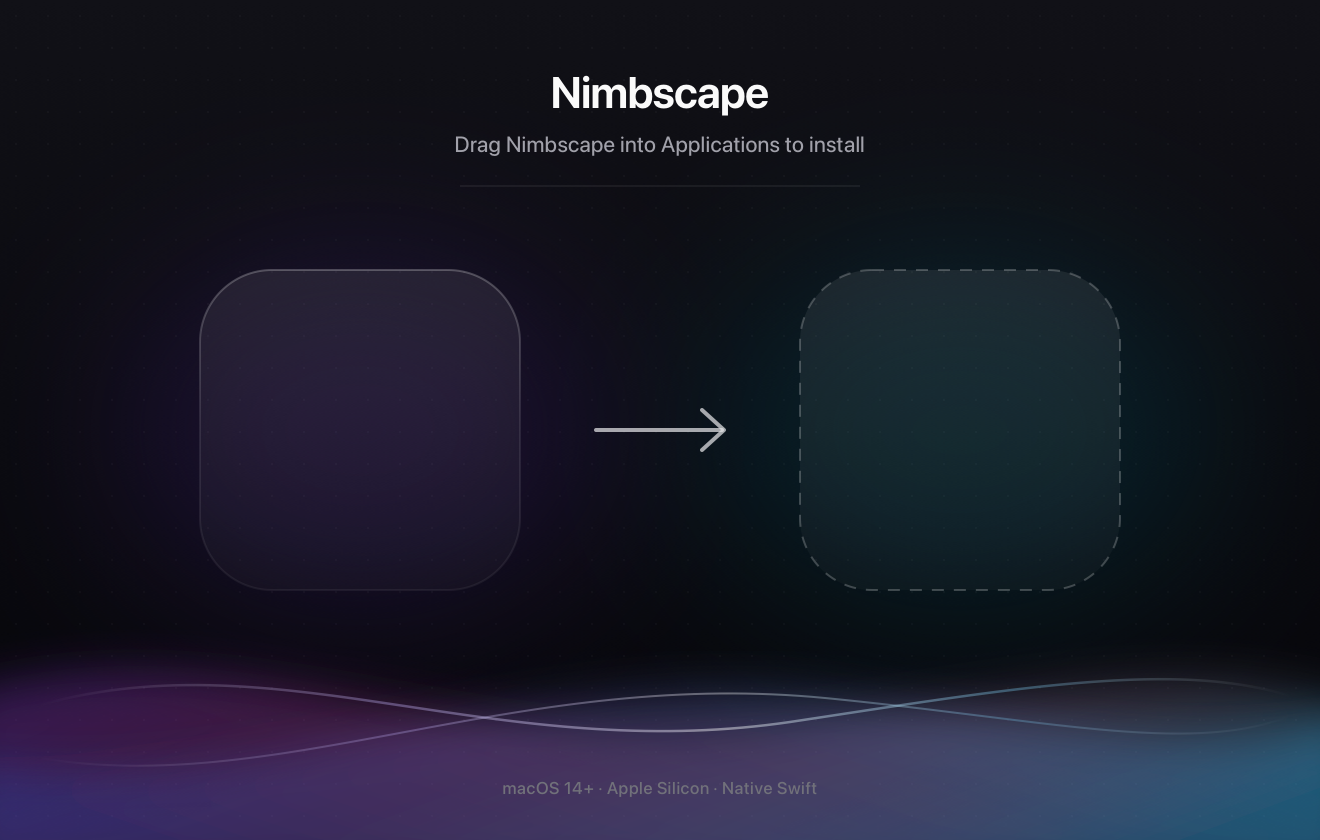 Nimbscape
Drag Nimbscape into Applications to install
macOS 14+ · Apple Silicon · Native Swift